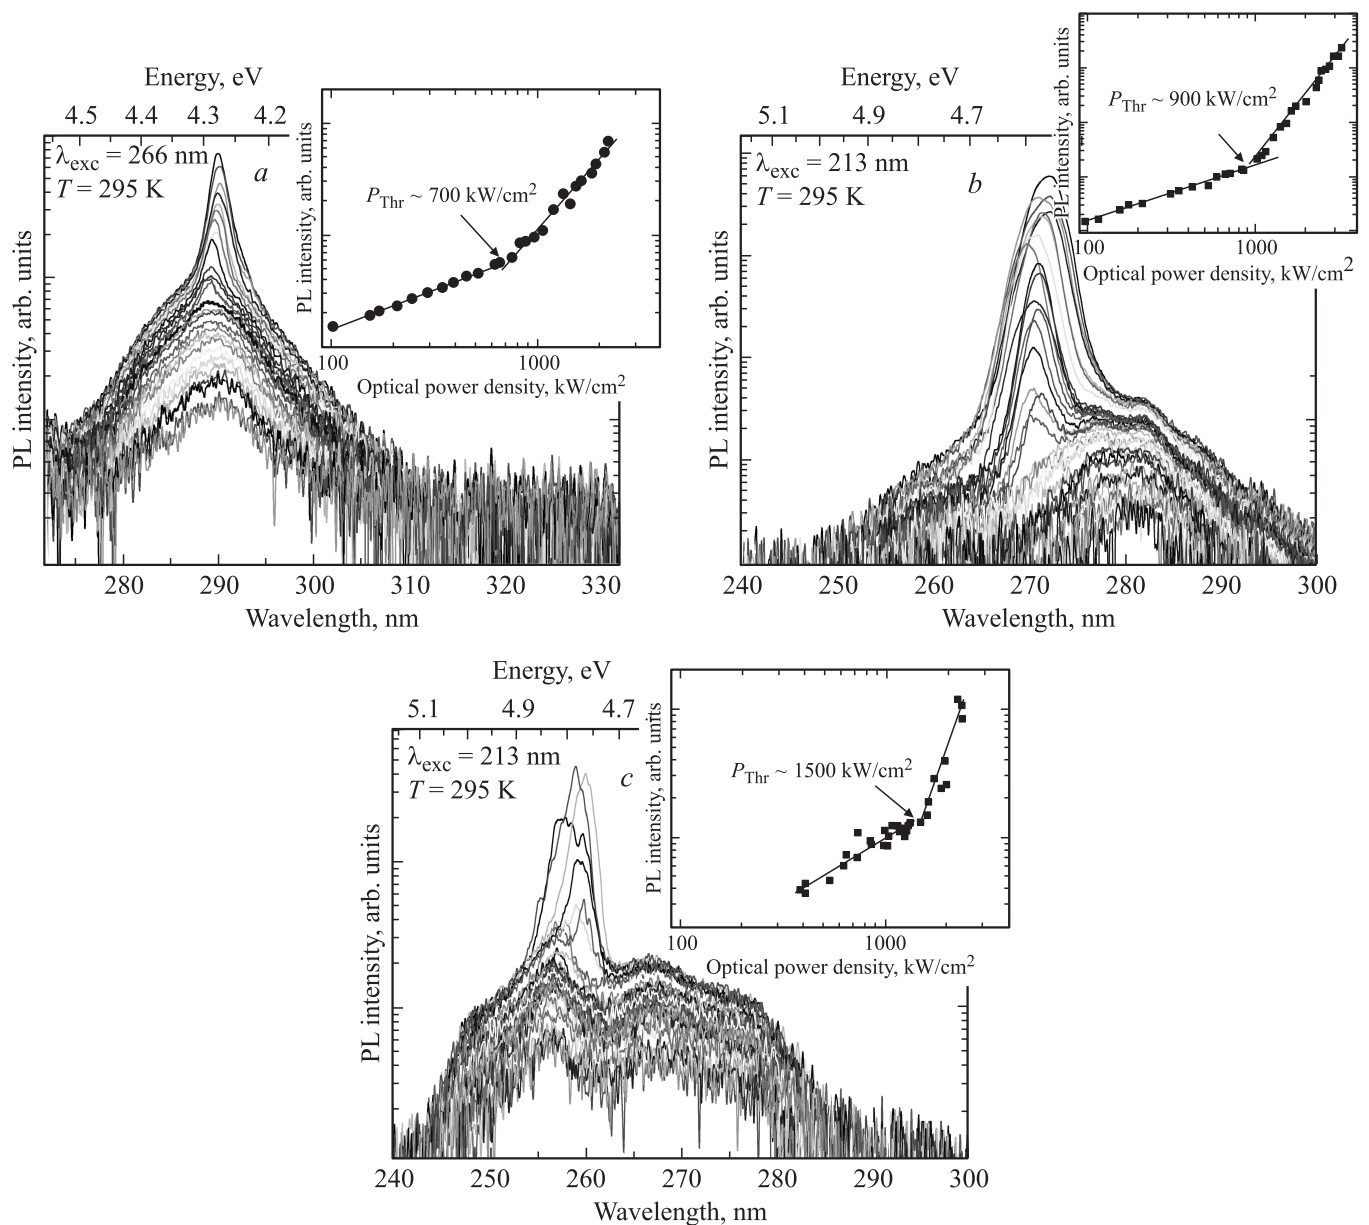 Energy, eV
4.5 4.4 4.3 4.2
λexc = 266 nm
T = 295 K
a
PL intensity, arb. units
280 290 300 310 320 330
Wavelength, nm
PL intensity, arb. units
PThr ~ 700 kW/cm2
100 1000
Optical power density, kW/cm2
Energy, eV
5.1 4.9 4.7
λexc = 213 nm
T = 295 K
b
PL intensity, arb. units
240 250 260 270 280 290 300
Wavelength, nm
PL intensity, arb. units
PThr ~ 900 kW/cm2
100 1000
Optical power density, kW/cm2
Energy, eV
5.1 4.9 4.7
λexc = 213 nm
T = 295 K
c
PL intensity, arb. units
240 250 260 270 280 290 300
Wavelength, nm
PL intensity, arb. units
PThr ~ 1500 kW/cm2
100 1000
Optical power density, kW/cm2